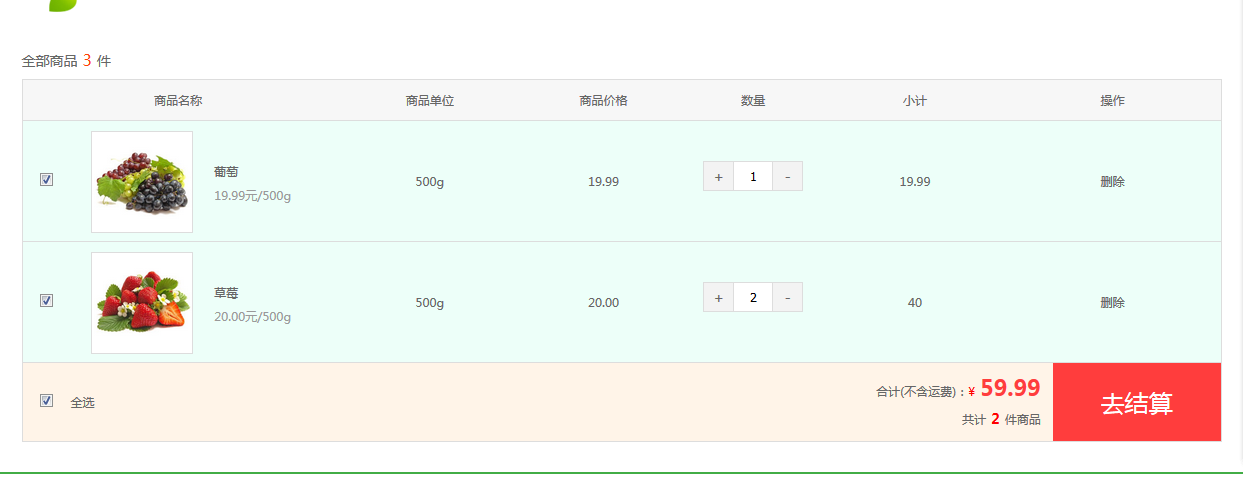 全部商品 3 件
商品名称 商品单位 商品价格 数量 小计 操作
葡萄
19.99元/500g
500g 19.99 + 1 - 19.99 删除
草莓
20.00元/500g
500g 20.00 + 2 - 40 删除
全选
合计(不含运费)：¥ 59.99
共计 2 件商品
去结算